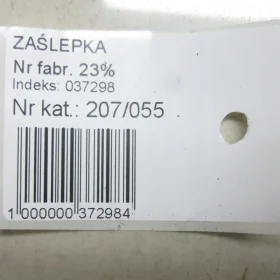 ZAŚLEPKA
Nr fabr. 23%
Indeks: 037298
Nr kat.: 207/055
1 000000 372984